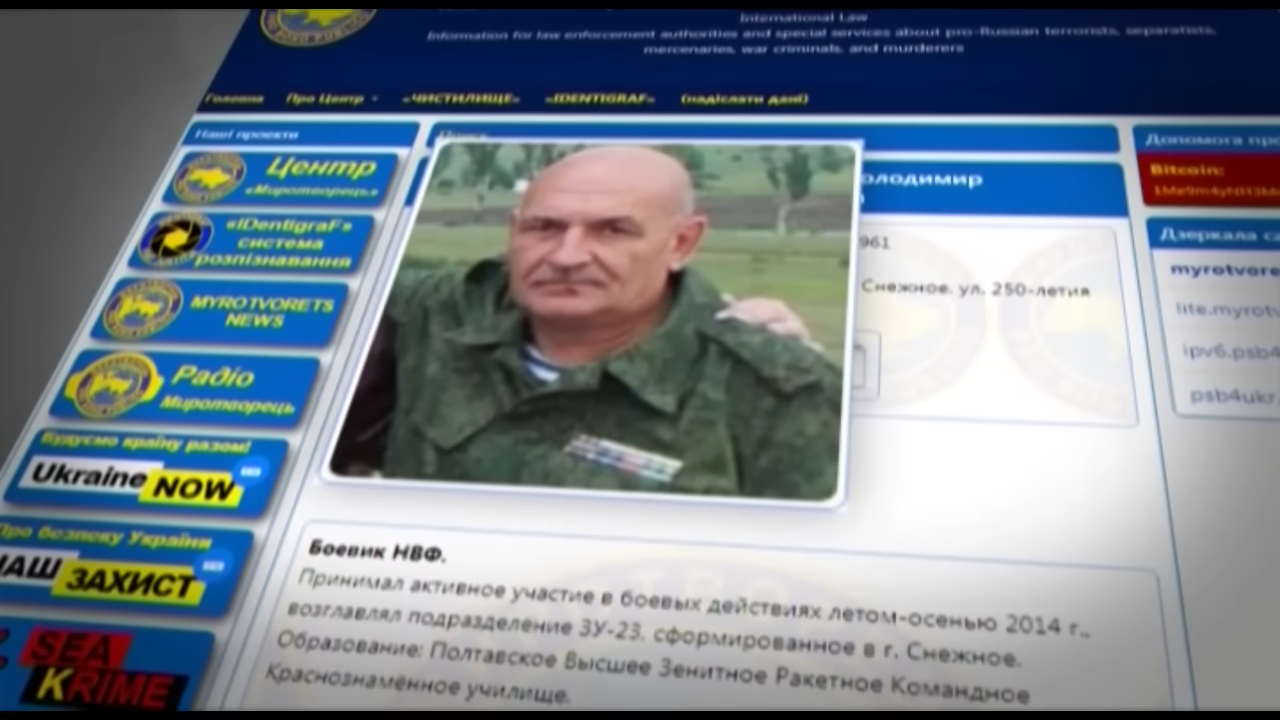 International Law
Information for law enforcement authorities and special services about pro-Russian terrorists, separatists,
mercenaries, war criminals, and murderers
Головна Про Центр «ЧИСТИЛИЩЕ» «IDENTIGRAF» (надіслати дані)
Наші проекти
Центр
«Миротворець»
«IDentigraF»
система
розпізнавання
MYROTVORETS
NEWS
Радіо
Миротворець
Будуємо країну разом!
Ukraine NOW
Про безпеку України
НАШ ЗАХИСТ
SEA
KRIME
олодимир
961
Снежное, ул. 250-летия
Боевик НВФ.
Принимал активное участие в боевых действиях летом-осенью 2014 г.,
возглавлял подразделение ЗУ-23, сформированное в г. Снежное.
Образование: Полтавское Высшее Зенитное Ракетное Командное
Краснознаменное училище.
Допомога про
Bitcoin:
Дзеркала са
myrotvore
lite.myrotv
ipv6.psb4
psb4ukr.